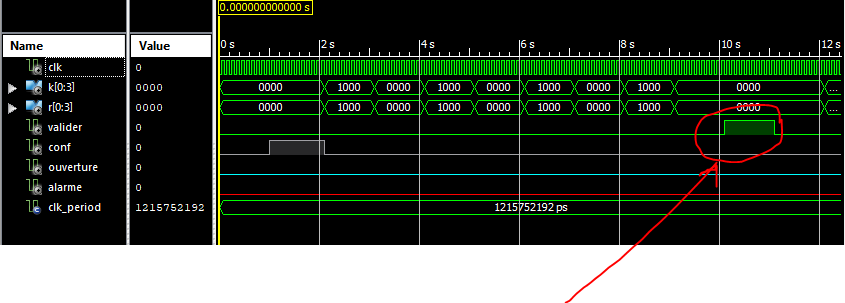 0.000000000000 s
Name Value 0 s 2 s 4 s 6 s 8 s 10 s 12 s
clk 0
k[0:3] 0000 0000 1000 0000 1000 0000 1000 0000 1000 0000 ...
r[0:3] 0000 0000 1000 0000 1000 0000 1000 0000 1000 0000 ...
valider 0
conf 0
ouverture 0
alarme 0
clk_period 1215752192 1215752192 ps